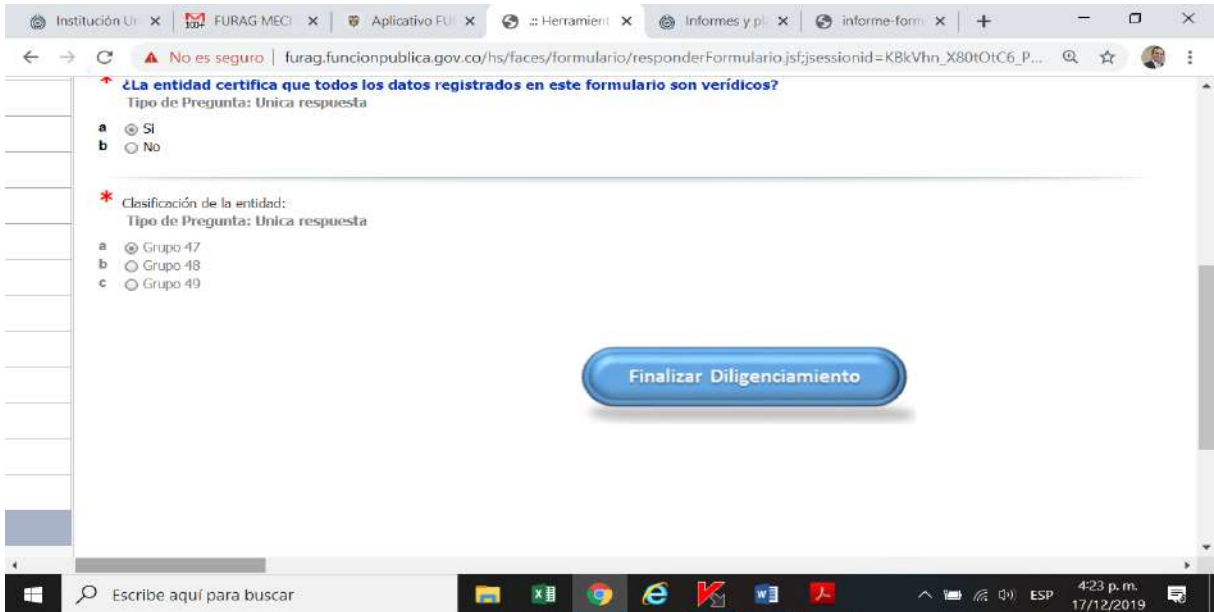 Institución Un
FURAG MECI
Aplicativo FU
.:: Herramient
Informes y pl
informe-form
No es seguro | furag.funcionpublica.gov.co/hs/faces/formulario/responderFormulario.jsf;jsessionid=KBkVhn_X80tOtC6_P...
* ¿La entidad certifica que todos los datos registrados en este formulario son verídicos?
Tipo de Pregunta: Unica respuesta
a Si
b No
* Clasificación de la entidad:
Tipo de Pregunta: Unica respuesta
a Grupo 47
b Grupo 48
c Grupo 49
Finalizar Diligenciamiento
Escribe aquí para buscar
ESP
4:23 p. m.
17/12/2019